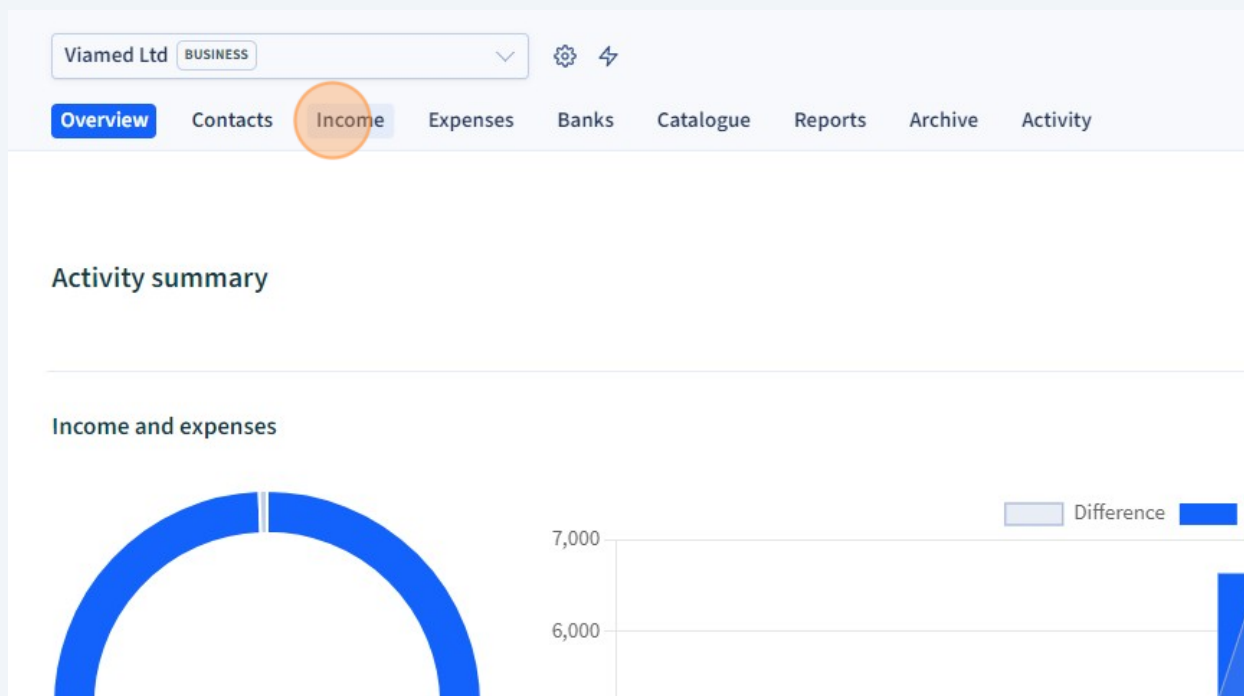 Viamed Ltd BUSINESS
Overview Contacts Income Expenses Banks Catalogue Reports Archive Activity
Activity summary
Income and expenses
Difference
7,000
6,000